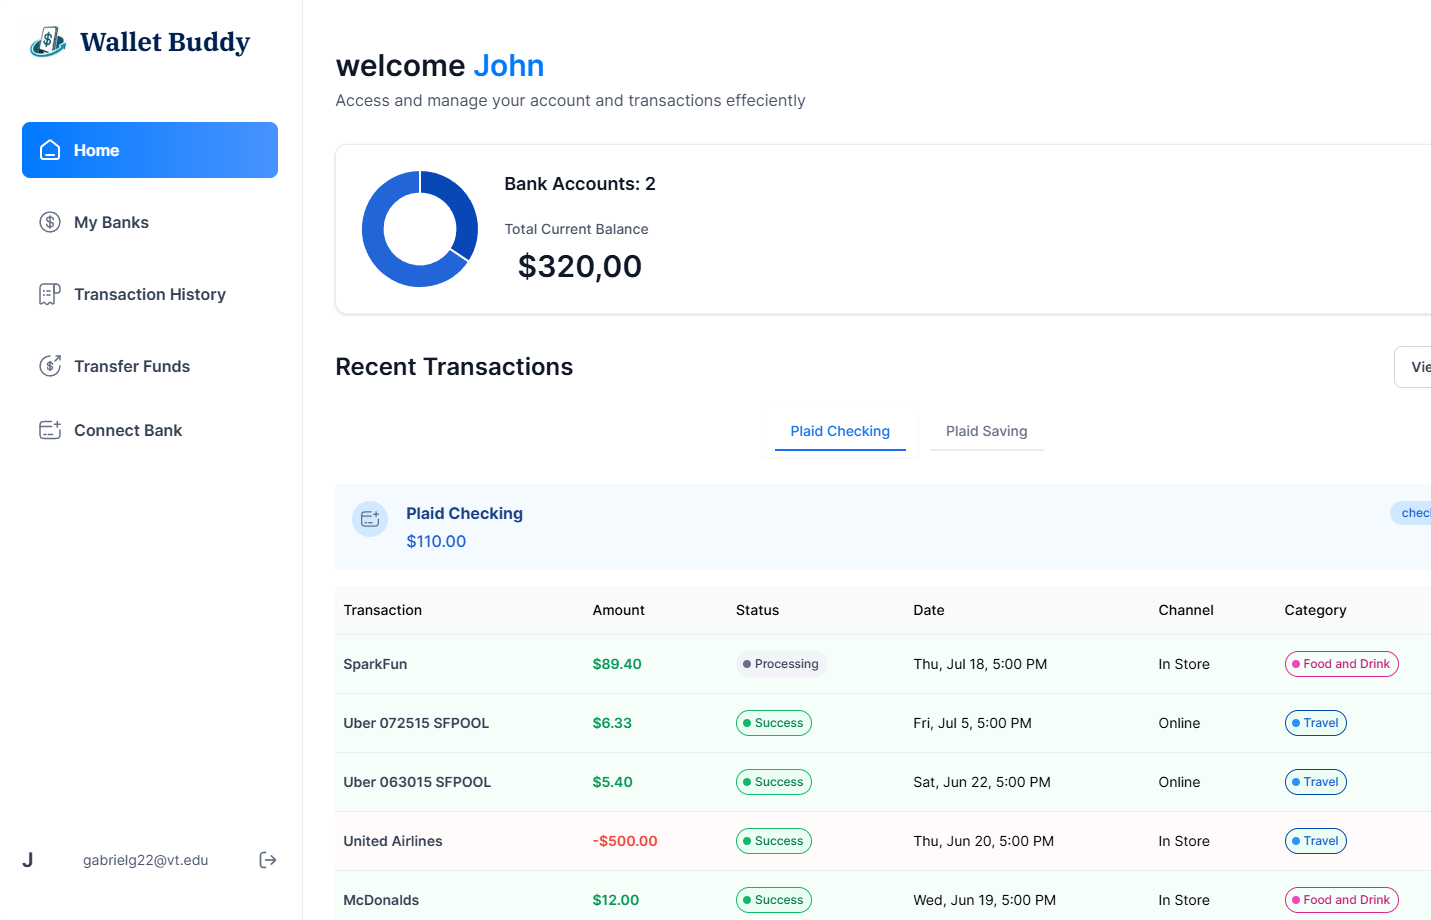 Wallet Buddy
Home
My Banks
Transaction History
Transfer Funds
Connect Bank
J gabrielg22@vt.edu
welcome John
Access and manage your account and transactions effeciently
Bank Accounts: 2
Total Current Balance
$320,00
Recent Transactions
Vie
Plaid Checking Plaid Saving
Plaid Checking
$110.00
chec
Transaction Amount Status Date Channel Category
SparkFun $89.40 Processing Thu, Jul 18, 5:00 PM In Store Food and Drink
Uber 072515 SFPOOL $6.33 Success Fri, Jul 5, 5:00 PM Online Travel
Uber 063015 SFPOOL $5.40 Success Sat, Jun 22, 5:00 PM Online Travel
United Airlines -$500.00 Success Thu, Jun 20, 5:00 PM In Store Travel
McDonalds $12.00 Success Wed, Jun 19, 5:00 PM In Store Food and Drink